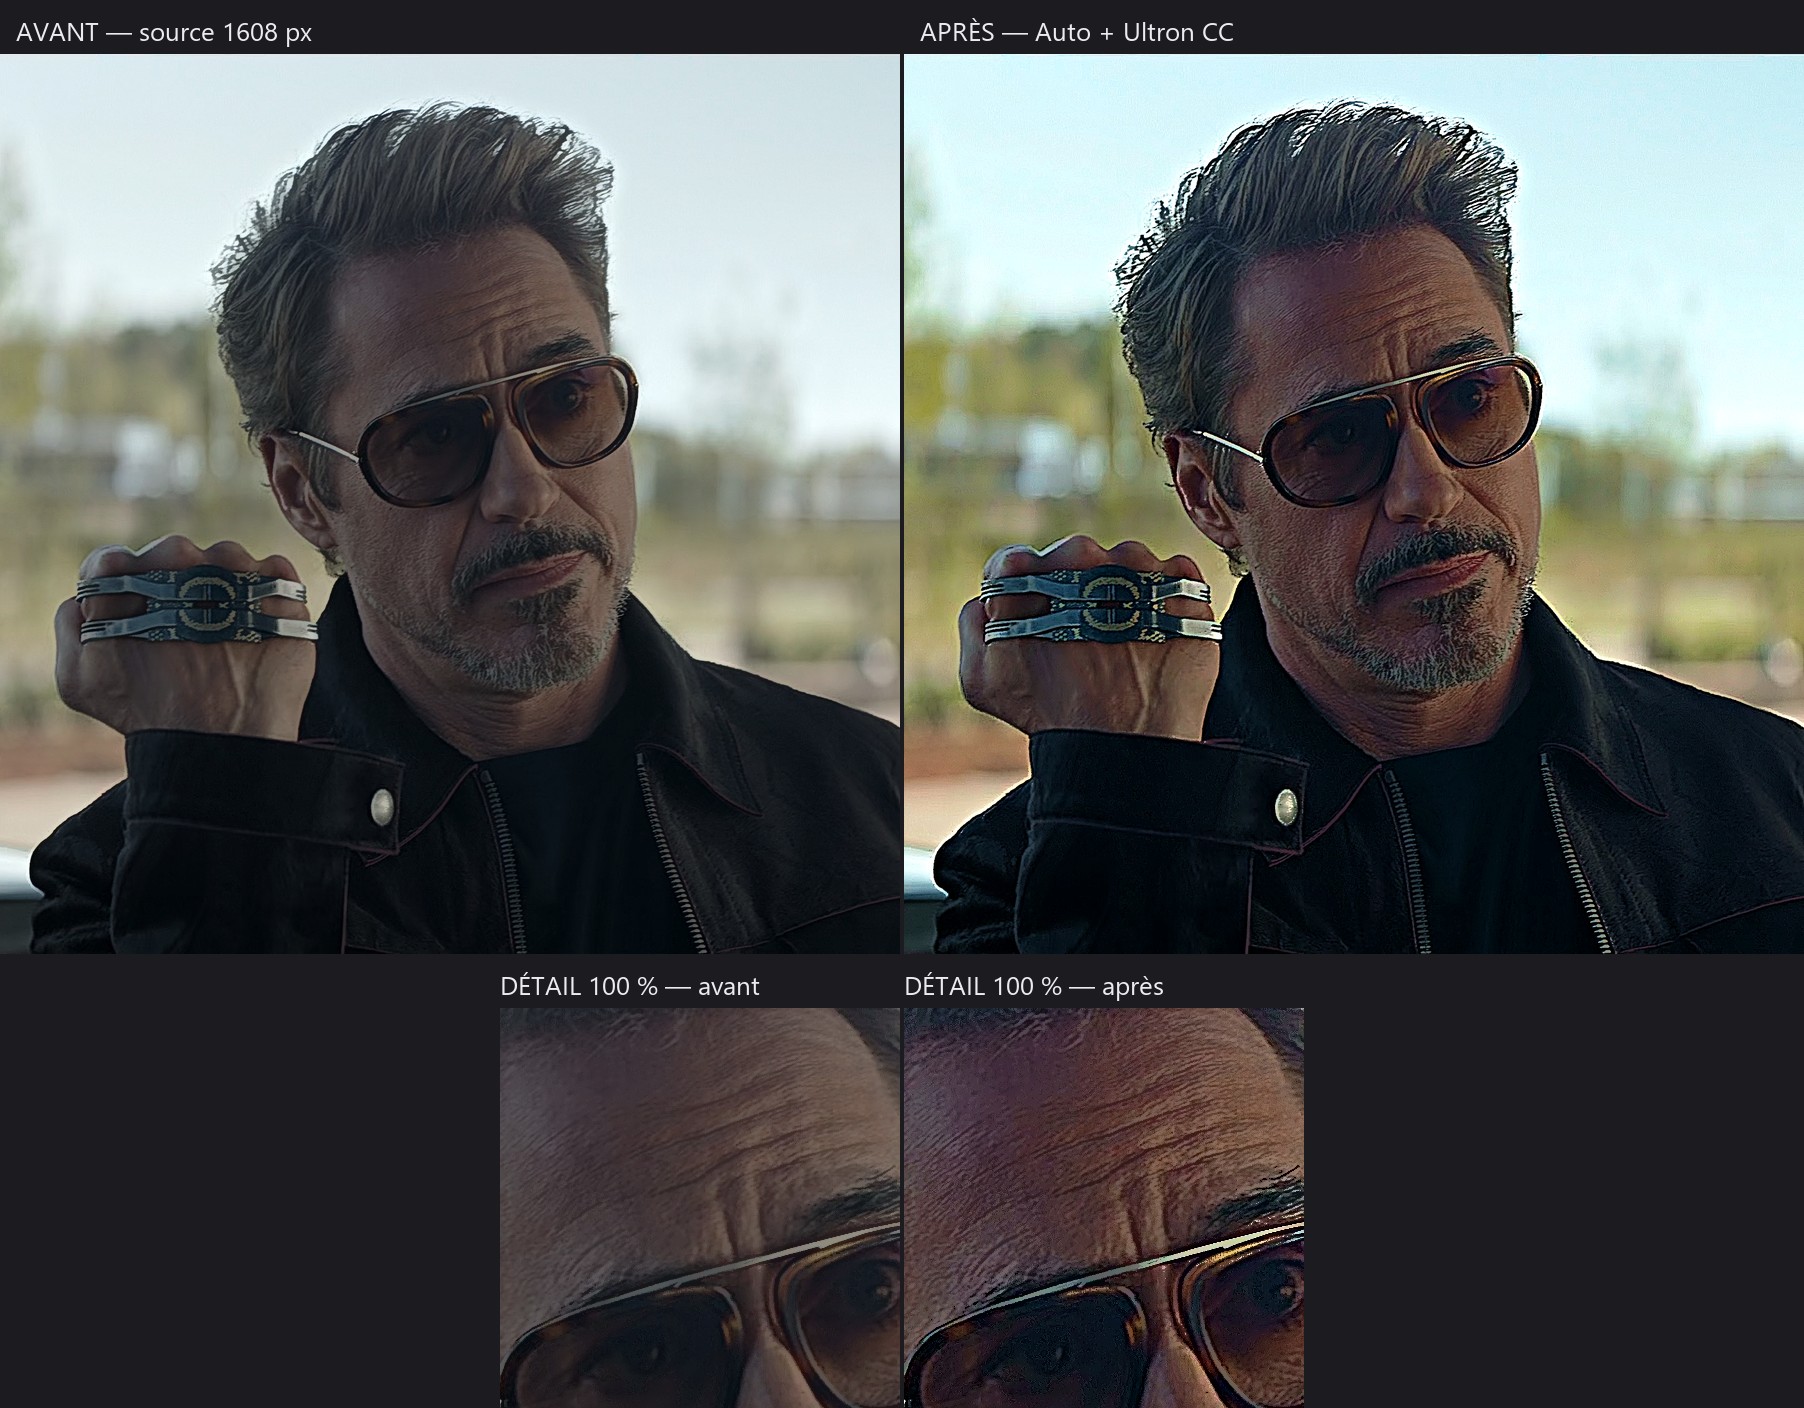 AVANT — source 1608 px
APRÈS — Auto + Ultron CC
DÉTAIL 100 % — avant
DÉTAIL 100 % — après